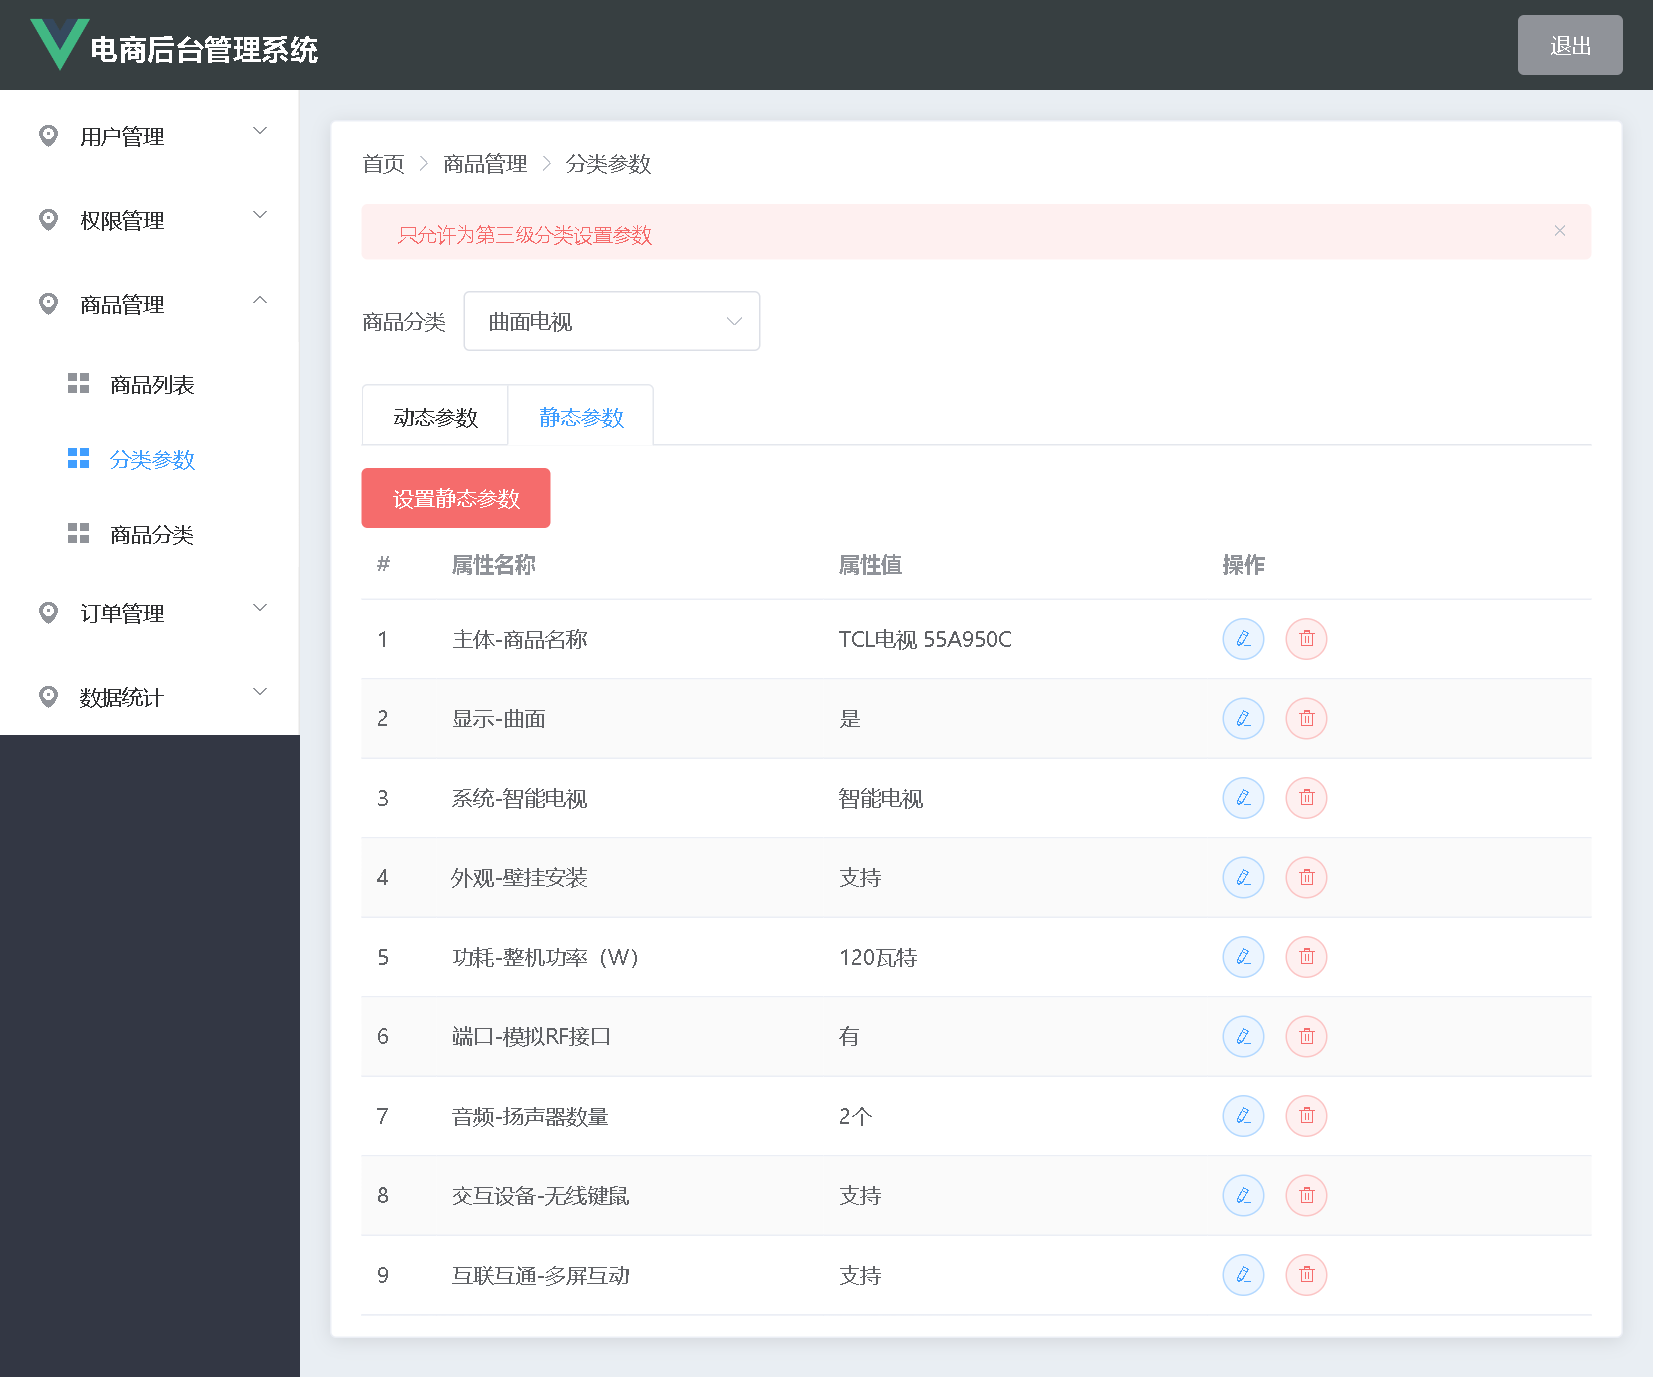 电商后台管理系统
退出
用户管理
权限管理
商品管理
商品列表
分类参数
商品分类
订单管理
数据统计
首页 > 商品管理 > 分类参数
只允许为第三级分类设置参数
商品分类 曲面电视
动态参数 静态参数
设置静态参数
# 属性名称 属性值 操作
1 主体-商品名称 TCL电视 55A950C
2 显示-曲面 是
3 系统-智能电视 智能电视
4 外观-壁挂安装 支持
5 功耗-整机功率（W） 120瓦特
6 端口-模拟RF接口 有
7 音频-扬声器数量 2个
8 交互设备-无线键鼠 支持
9 互联互通-多屏互动 支持